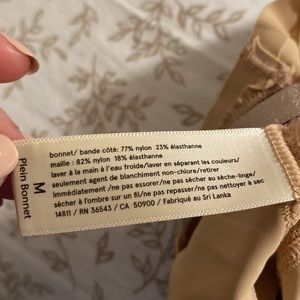 Plein Bonnet
M
bonnet/ bande côté: 77% nylon 23% élasthanne
maille : 82% nylon 18% élasthanne
laver à la main à l'eau froide/laver en séparant les couleurs/
seulement agent de blanchiment non-chlore/retirer
immédiatement /ne pas essorer/ne pas sécher au sèche-linge/
ne pas sécher sur un fil/ne pas repasser/ne pas nettoyer à sec
14811 / RN 36543 / CA 50900 / Fabriqué au Sri Lanka